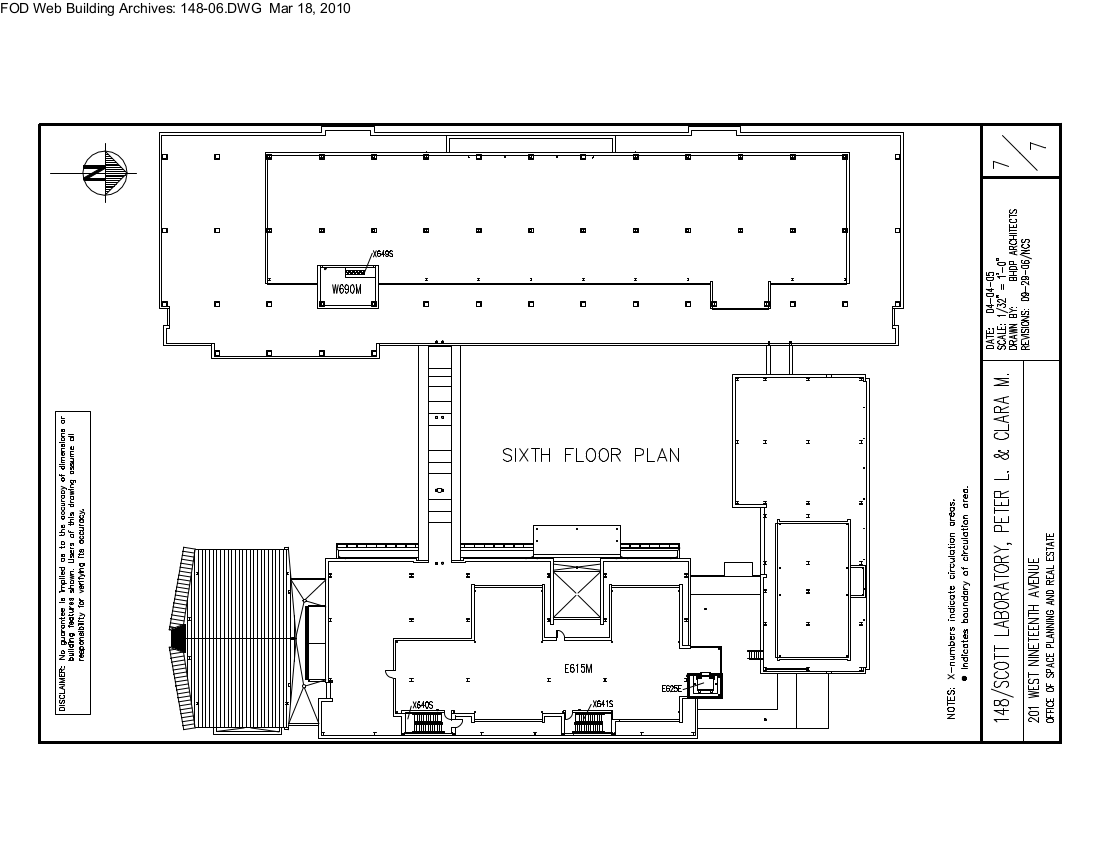 FOD Web Building Archives: 148-06.DWG Mar 18, 2010
N
X649S
W690M
SIXTH FLOOR PLAN
E615M
E625E
X640S
X641S
DISCLAIMER: No guarantee is implied as to the accuracy of dimensions or
building features shown. Users of this drawing assume all
responsibility for verifying its accuracy.
NOTES: X-numbers indicate circulation areas.
● indicates boundary of circulation area.
7/7
DATE: 04-04-05
SCALE: 1/32" = 1'-0"
DRAWN BY: BHDP ARCHITECTS
REVISIONS: 09-29-06/NCS
148/SCOTT LABORATORY, PETER L. & CLARA M.
201 WEST NINETEENTH AVENUE
OFFICE OF SPACE PLANNING AND REAL ESTATE